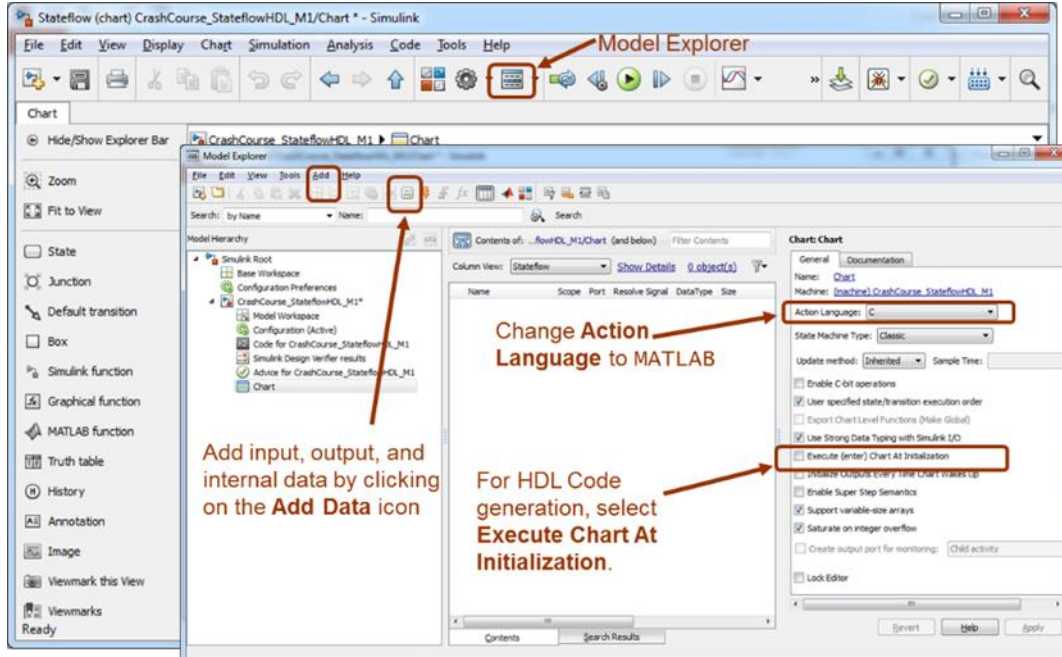 Stateflow (chart) CrashCourse_StateflowHDL_M1/Chart * - Simulink
File Edit View Display Chart Simulation Analysis Code Tools Help
Model Explorer
Chart
Hide/Show Explorer Bar
CrashCourse_StateflowHDL_M1 Chart
Zoom
Fit to View
State
Junction
Default transition
Box
Simulink function
Graphical function
MATLAB function
Truth table
History
Annotation
Image
Viewmark this View
Viewmarks
Ready
Model Explorer
File Edit View Tools Add Help
Search: by Name Name: Search
Model Hierarchy
Simulink Root
Base Workspace
Configuration Preferences
CrashCourse_StateflowHDL_M1*
Model Workspace
Configuration (Active)
Code for CrashCourse_StateflowHDL_M1
Simulink Design Verifier results
Advice for CrashCourse_StateflowHDL_M1
Chart
Add input, output, and
internal data by clicking
on the Add Data icon
Contents of: ...flowHDL_M1/Chart (and below) Filter Contents
Column View: Stateflow Show Details 0 object(s)
Name Scope Port Resolve Signal DataType Size
Change Action
Language to MATLAB
For HDL Code
generation, select
Execute Chart At
Initialization.
Contents Search Results
Chart: Chart
General Documentation
Name: Chart
Machine: (machine) CrashCourse_StateflowHDL_M1
Action Language: C
State Machine Type: Classic
Update method: Inherited Sample Time:
Enable C-bit operations
User specified state/transition execution order
Export Chart Level Functions (Make Global)
Use Strong Data Typing with Simulink I/O
Execute (enter) Chart At Initialization
Initialize Outputs Every Time Chart Wakes Up
Enable Super Step Semantics
Support variable-size arrays
Saturate on integer overflow
Create output port for monitoring: Child activity
Lock Editor
Revert Help Apply